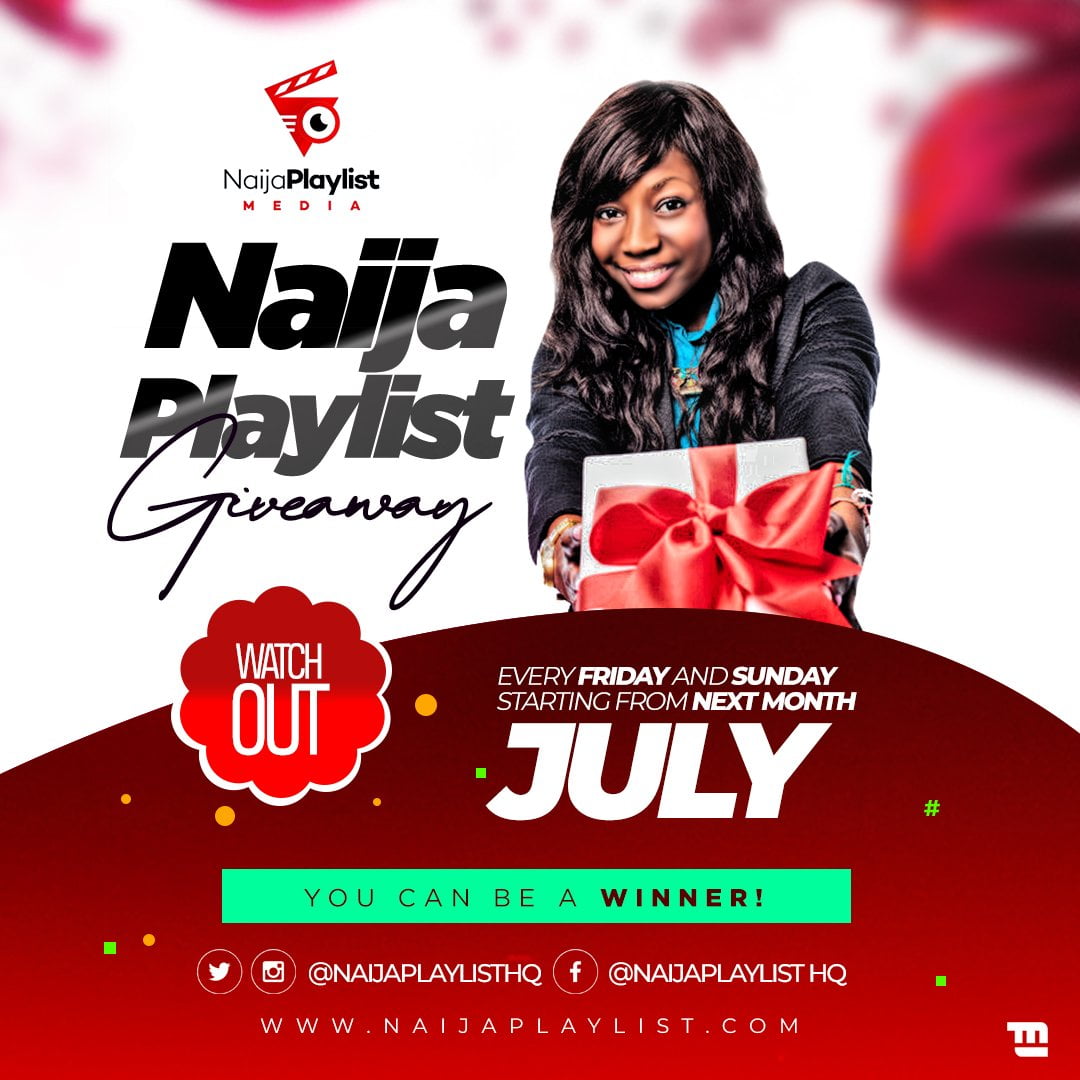 NaijaPlaylist
MEDIA
Naija
Playlist
Giveaway
WATCH
OUT
EVERY FRIDAY AND SUNDAY
STARTING FROM NEXT MONTH
JULY
#
YOU CAN BE A WINNER!
@NAIJAPLAYLISTHQ @NAIJAPLAYLIST HQ
WWW.NAIJAPLAYLIST.COM